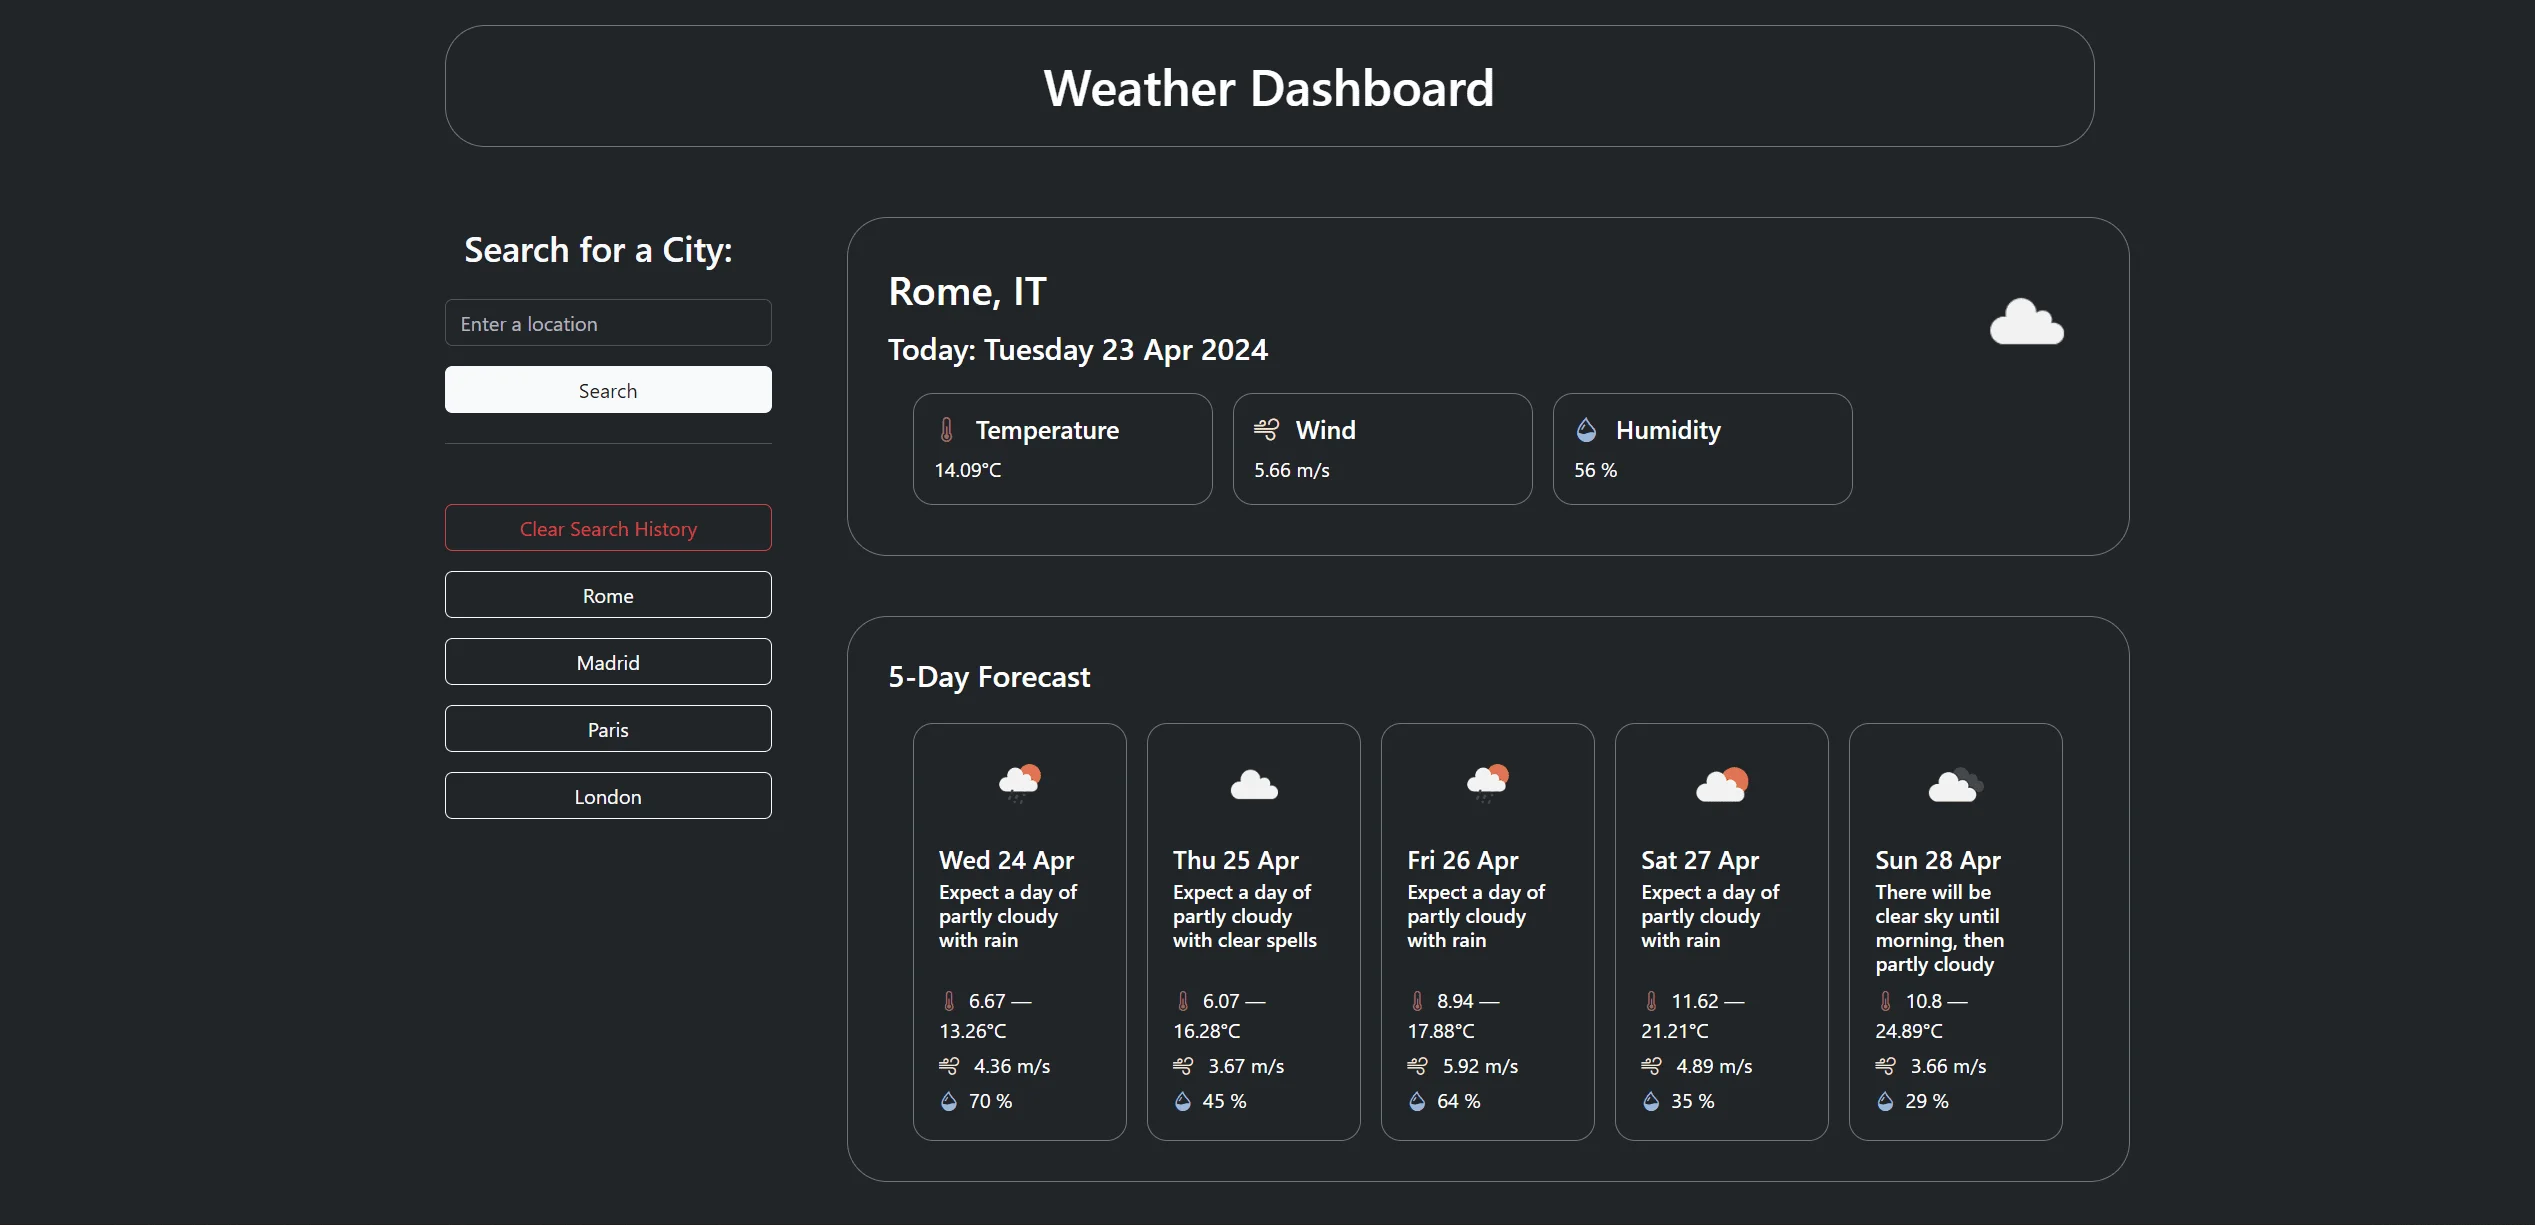 Weather Dashboard
Search for a City:
Enter a location
Search
Clear Search History
Rome
Madrid
Paris
London
Rome, IT
Today: Tuesday 23 Apr 2024
Temperature
14.09°C
Wind
5.66 m/s
Humidity
56 %
5-Day Forecast
Wed 24 Apr
Expect a day of
partly cloudy
with rain
6.67 —
13.26°C
4.36 m/s
70 %
Thu 25 Apr
Expect a day of
partly cloudy
with clear spells
6.07 —
16.28°C
3.67 m/s
45 %
Fri 26 Apr
Expect a day of
partly cloudy
with rain
8.94 —
17.88°C
5.92 m/s
64 %
Sat 27 Apr
Expect a day of
partly cloudy
with rain
11.62 —
21.21°C
4.89 m/s
35 %
Sun 28 Apr
There will be
clear sky until
morning, then
partly cloudy
10.8 —
24.89°C
3.66 m/s
29 %